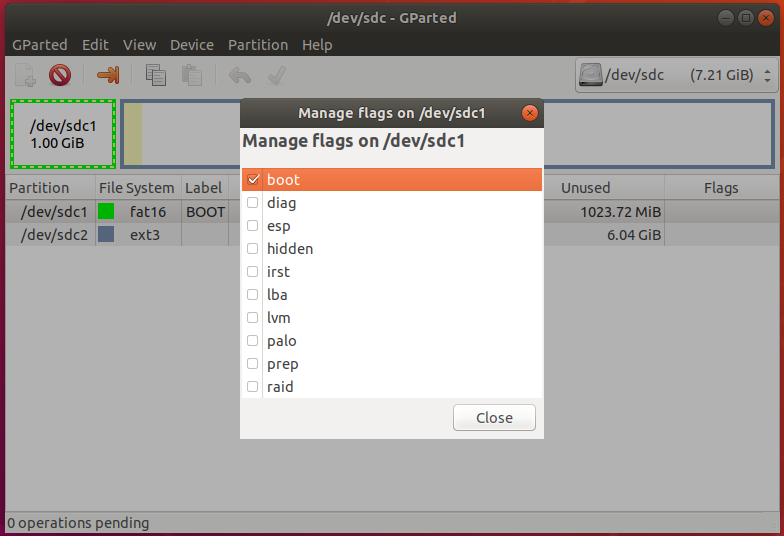 /dev/sdc - GParted
GParted Edit View Device Partition Help
/dev/sdc (7.21 GiB)
/dev/sdc1
1.00 GiB
Manage flags on /dev/sdc1
Manage flags on /dev/sdc1
boot
diag
esp
hidden
irst
lba
lvm
palo
prep
raid
Close
Partition File System Label Unused Flags
/dev/sdc1 fat16 BOOT 1023.72 MiB
/dev/sdc2 ext3 6.04 GiB
0 operations pending